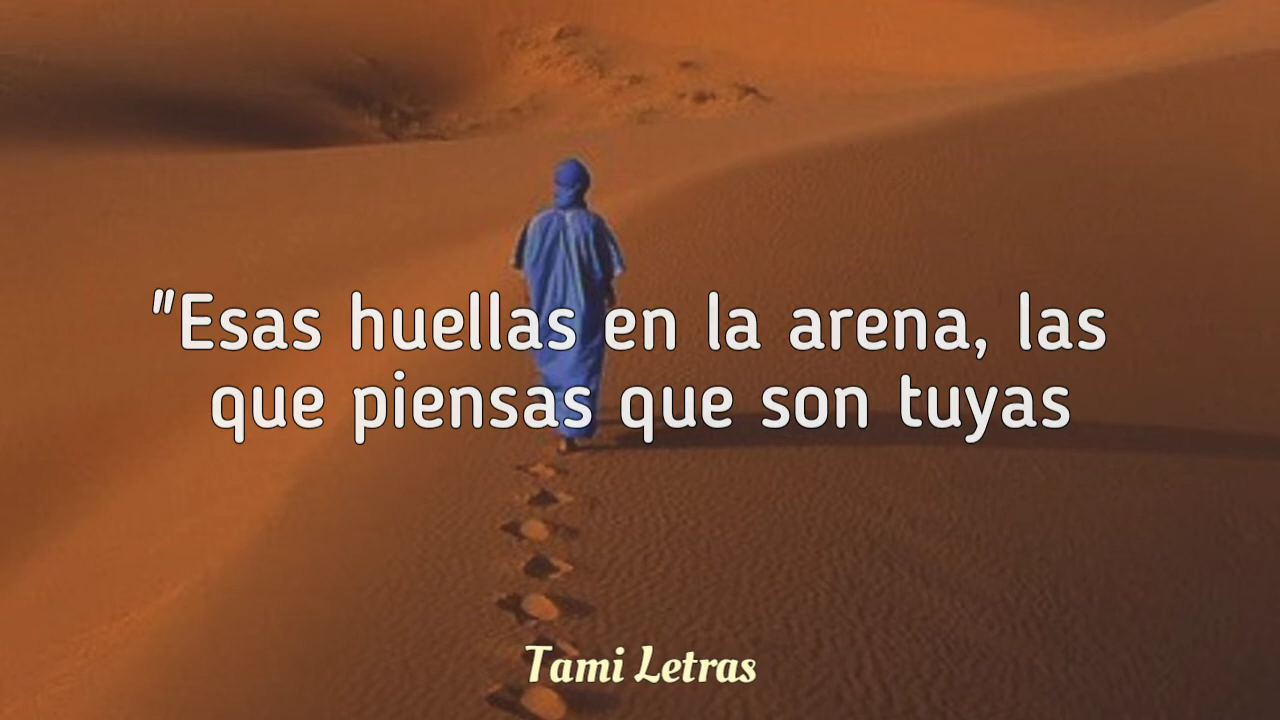 "Esas huellas en la arena, las
que piensas que son tuyas
Tami Letras